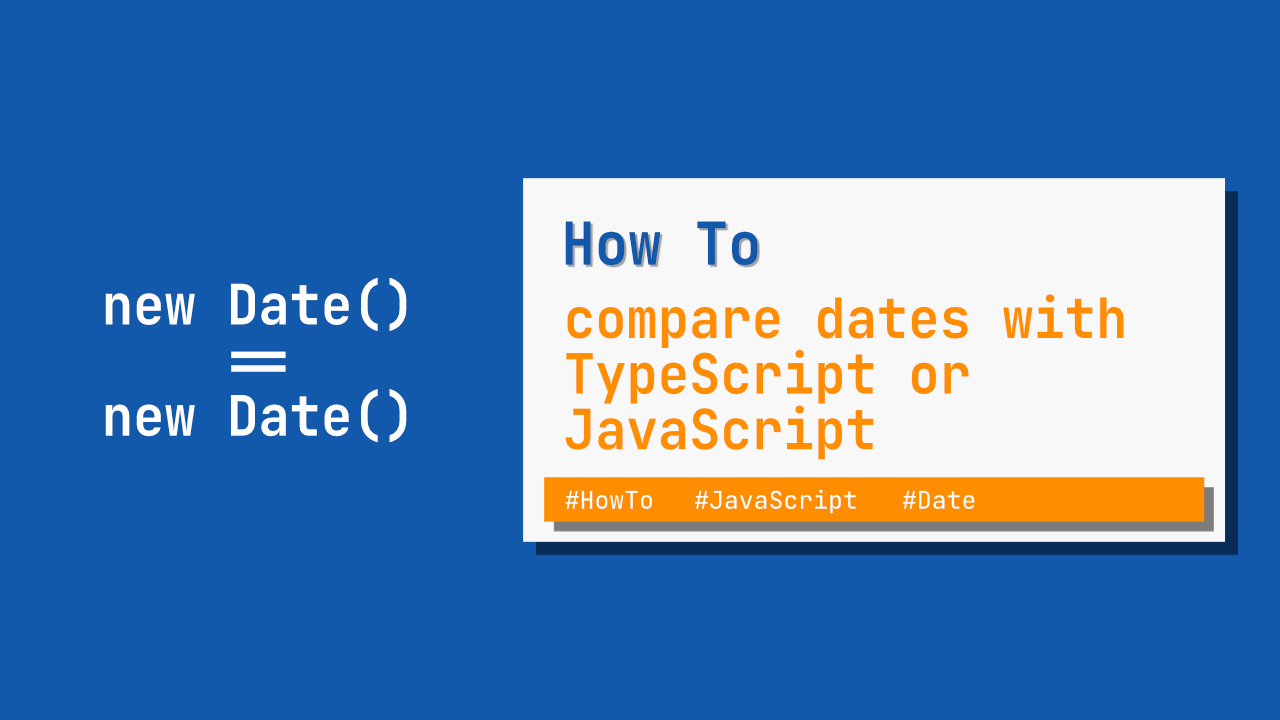 new Date()
==
new Date()
How To
compare dates with
TypeScript or
JavaScript
#HowTo #JavaScript #Date